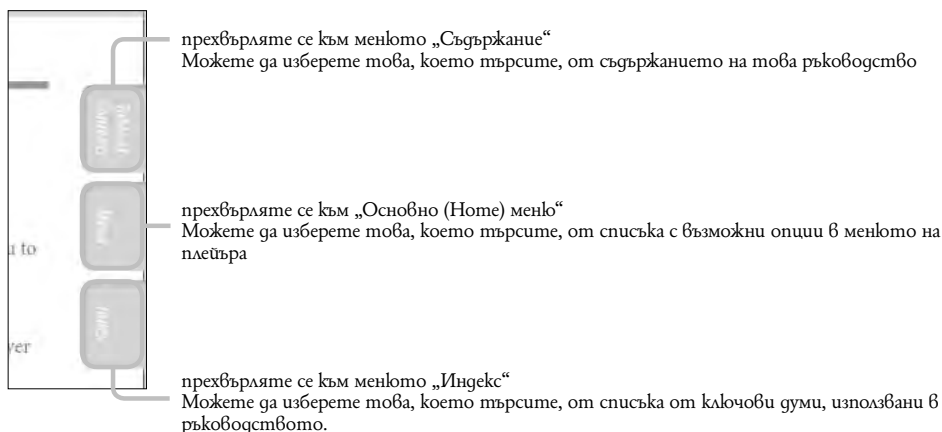 прехвърляте се към менюто „Съдържание“
Можете да изберете това, което търсите, от съдържанието на това ръководство
прехвърляте се към „Основно (Home) меню“
Можете да изберете това, което търсите, от списъка с възможни опции в менюто на
плейъра
u to
yer
прехвърляте се към менюто „Индекс“
Можете да изберете това, което търсите, от списъка от ключови думи, използвани в
ръководството.